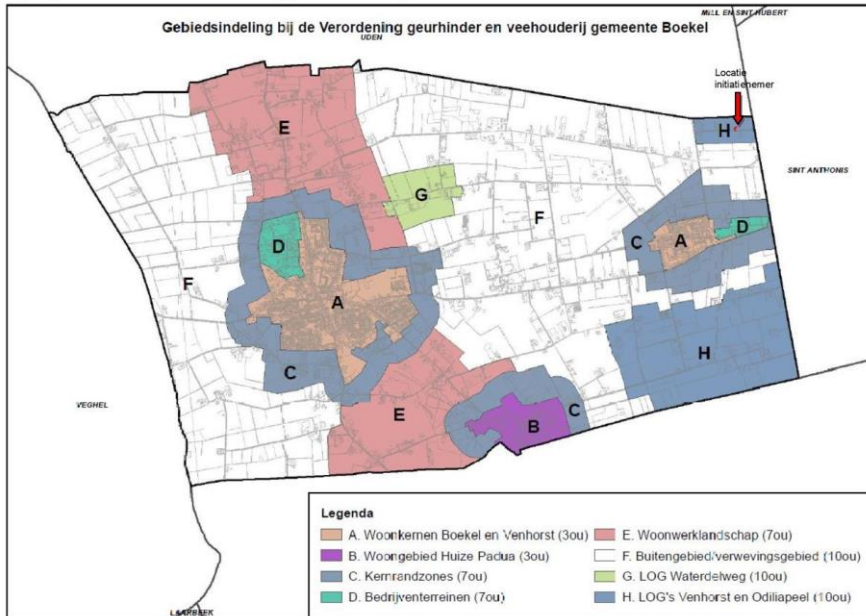 Gebiedsindeling bij de Verordening geurhinder en veehouderij gemeente Boekel
MILL EN SINT HUBERT
UDEN
Locatie
initiatienemer
E
H
SINT ANTHONIS
G
F
D
C
A
D
F
A
C
H
VEGHEL
E
C
B
Legenda
A. Woonkernen Boekel en Venhorst (3ou)
B. Woongebied Huize Padua (3ou)
C. Kernrandzones (7ou)
D. Bedrijventerreinen (7ou)
E. Woonwerklandschap (7ou)
F. Buitengebied/verwevingsgebied (10ou)
G. LOG Waterdelweg (10ou)
H. LOG's Venhorst en Odiliapeel (10ou)
LAARBEEK